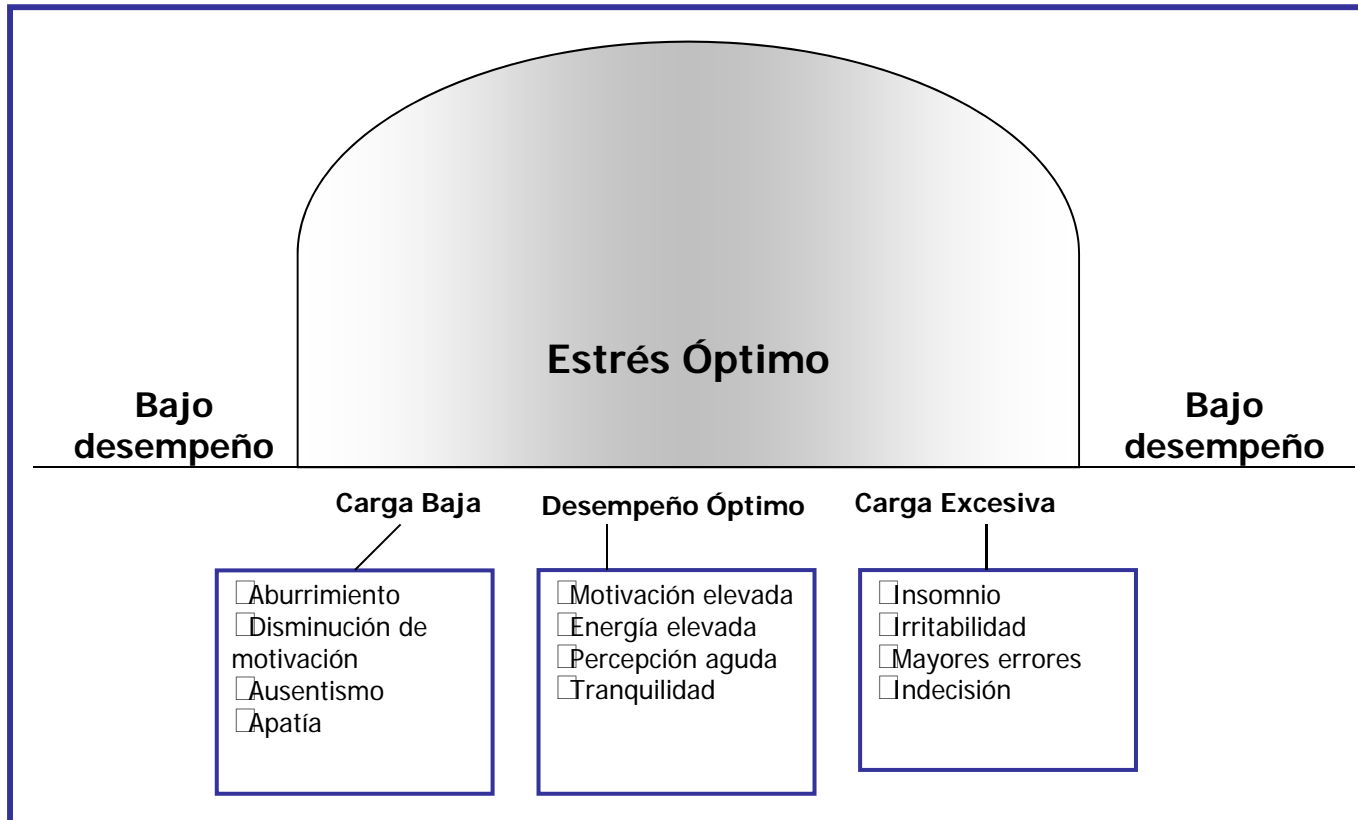 Estrés Óptimo
Bajo
desempeño
Bajo
desempeño
Carga Baja
Desempeño Óptimo
Carga Excesiva
Aburrimiento
Disminución de
motivación
Ausentismo
Apatía
Motivación elevada
Energía elevada
Percepción aguda
Tranquilidad
Insomnio
Irritabilidad
Mayores errores
Indecisión